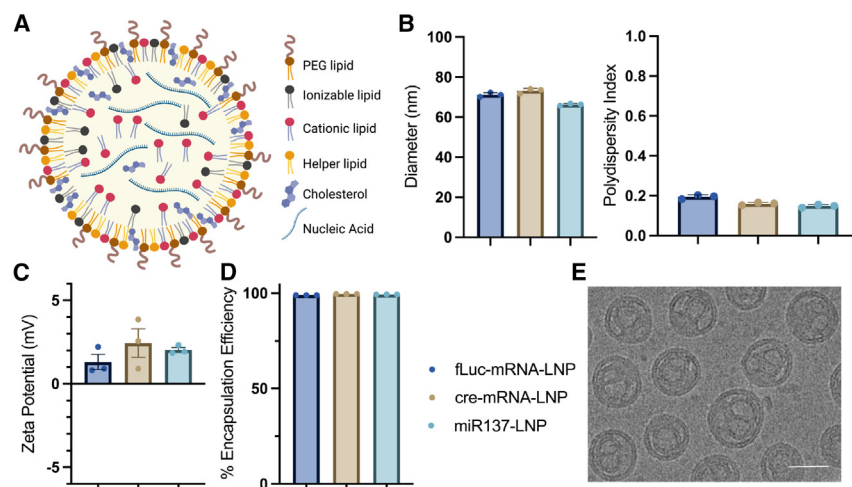 A
PEG lipid
Ionizable lipid
Cationic lipid
Helper lipid
Cholesterol
Nucleic Acid
B
Diameter (nm)
100
80
60
40
20
0
Polydispersity Index
1.0
0.8
0.6
0.4
0.2
0.0
C
Zeta Potential (mV)
5
0
-5
D
% Encapsulation Efficiency
100
50
0
fLuc-mRNA-LNP
cre-mRNA-LNP
miR137-LNP
E